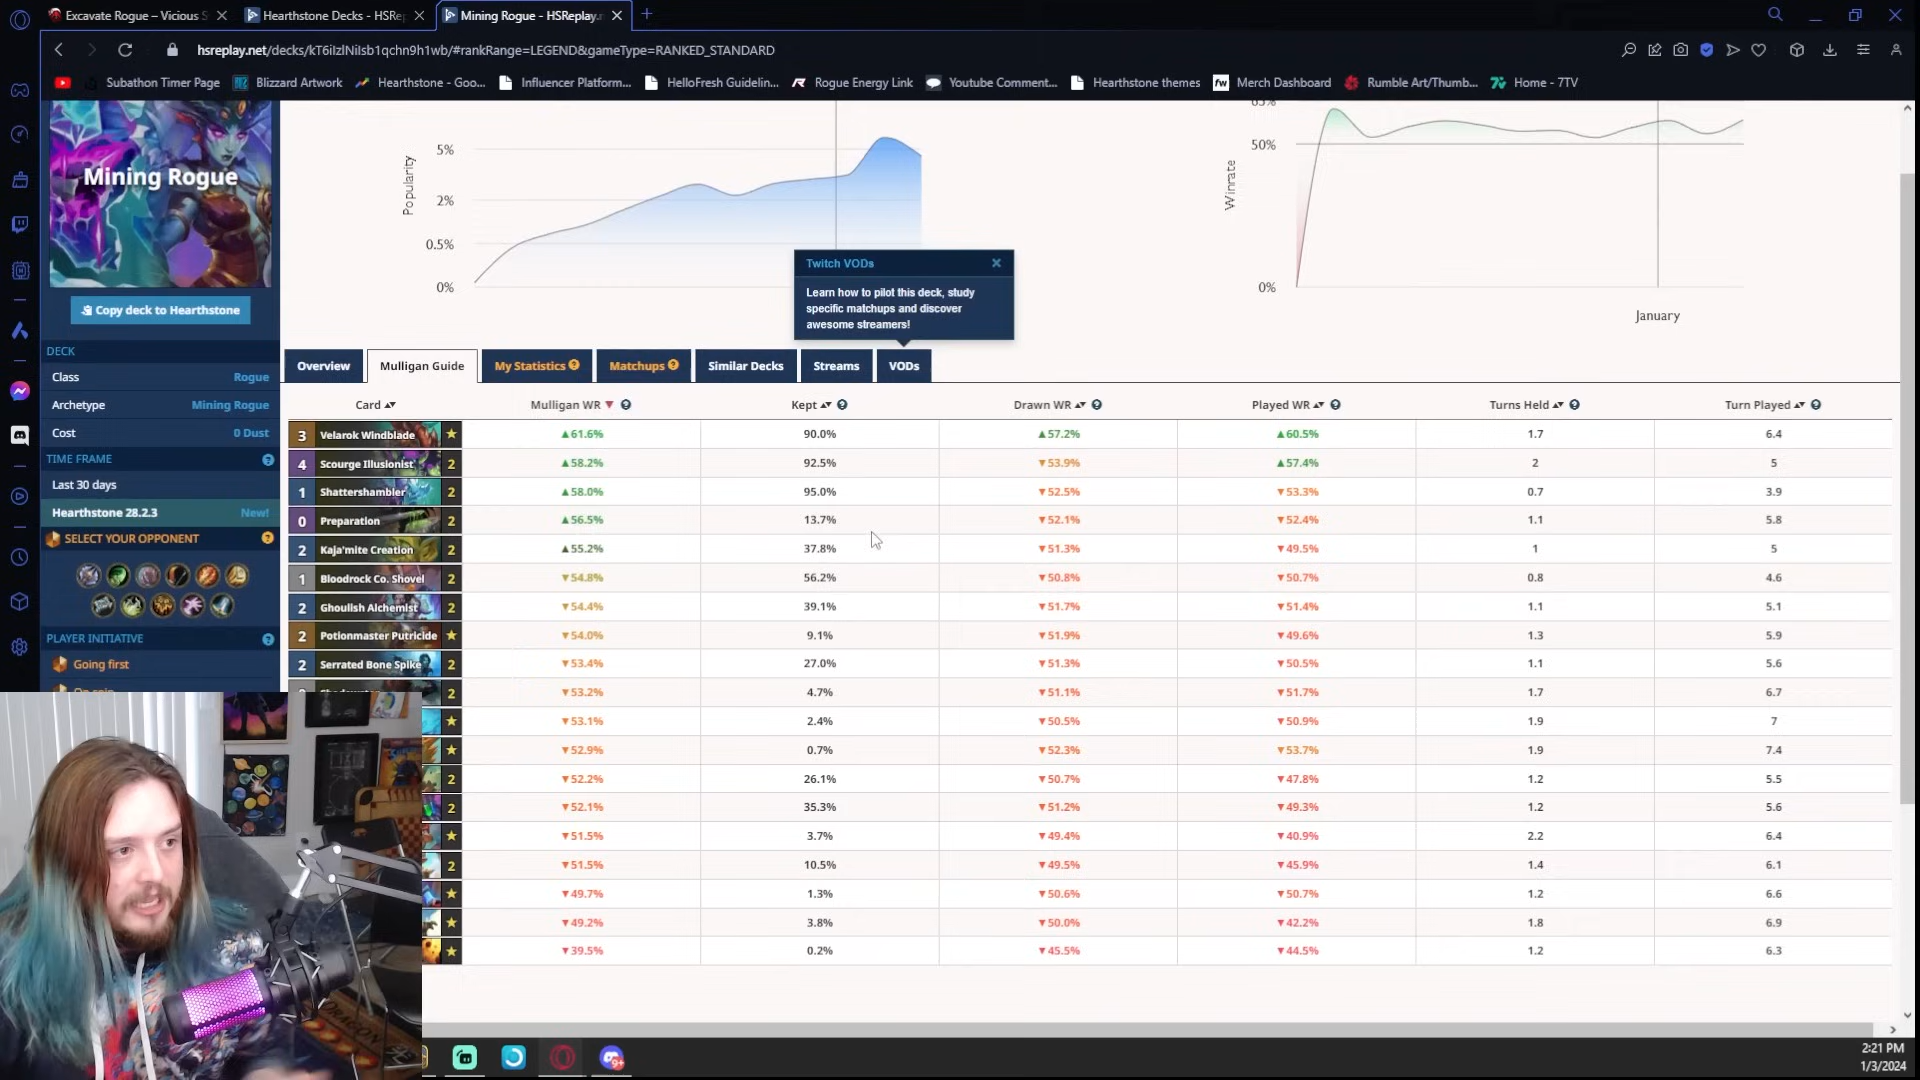 Excavate Rogue – Vicious S
Hearthstone Decks - HSRe
Mining Rogue - HSReplay.n
hsreplay.net/decks/kT6iIzlNiIsb1qchn9h1wb/#rankRange=LEGEND&gameType=RANKED_STANDARD
Subathon Timer Page Blizzard Artwork Hearthstone - Goo... Influencer Platform... HelloFresh Guidelin... Rogue Energy Link Youtube Comment... Hearthstone themes fw Merch Dashboard Rumble Art/Thumb... Home - 7TV
Mining Rogue
Copy deck to Hearthstone
DECK
Class Rogue
Archetype Mining Rogue
Cost 0 Dust
TIME FRAME
Last 30 days
Hearthstone 28.2.3 New!
SELECT YOUR OPPONENT
PLAYER INITIATIVE
Going first
Popularity
5%
2%
0.5%
0%
Winrate
50%
0%
January
Twitch VODs
Learn how to pilot this deck, study
specific matchups and discover
awesome streamers!
Overview Mulligan Guide My Statistics Matchups Similar Decks Streams VODs
Card Mulligan WR Kept Drawn WR Played WR Turns Held Turn Played
3 Velarok Windblade ▲61.6% 90.0% ▲57.2% ▲60.5% 1.7 6.4
4 Scourge Illusionist 2 ▲58.2% 92.5% ▼53.9% ▲57.4% 2 5
1 Shattershambler 2 ▲58.0% 95.0% ▼52.5% ▼53.3% 0.7 3.9
0 Preparation 2 ▲56.5% 13.7% ▼52.1% ▼52.4% 1.1 5.8
2 Kaja'mite Creation 2 ▲55.2% 37.8% ▼51.3% ▼49.5% 1 5
1 Bloodrock Co. Shovel 2 ▼54.8% 56.2% ▼50.8% ▼50.7% 0.8 4.6
2 Ghoulish Alchemist 2 ▼54.4% 39.1% ▼51.7% ▼51.4% 1.1 5.1
2 Potionmaster Putricide ▼54.0% 9.1% ▼51.9% ▼49.6% 1.3 5.9
2 Serrated Bone Spike 2 ▼53.4% 27.0% ▼51.3% ▼50.5% 1.1 5.6
2 ▼53.2% 4.7% ▼51.1% ▼51.7% 1.7 6.7
▼53.1% 2.4% ▼50.5% ▼50.9% 1.9 7
▼52.9% 0.7% ▼52.3% ▼53.7% 1.9 7.4
2 ▼52.2% 26.1% ▼50.7% ▼47.8% 1.2 5.5
2 ▼52.1% 35.3% ▼51.2% ▼49.3% 1.2 5.6
▼51.5% 3.7% ▼49.4% ▼40.9% 2.2 6.4
2 ▼51.5% 10.5% ▼49.5% ▼45.9% 1.4 6.1
▼49.7% 1.3% ▼50.6% ▼50.7% 1.2 6.6
▼49.2% 3.8% ▼50.0% ▼42.2% 1.8 6.9
▼39.5% 0.2% ▼45.5% ▼44.5% 1.2 6.3
9+
2:21 PM
1/3/2024